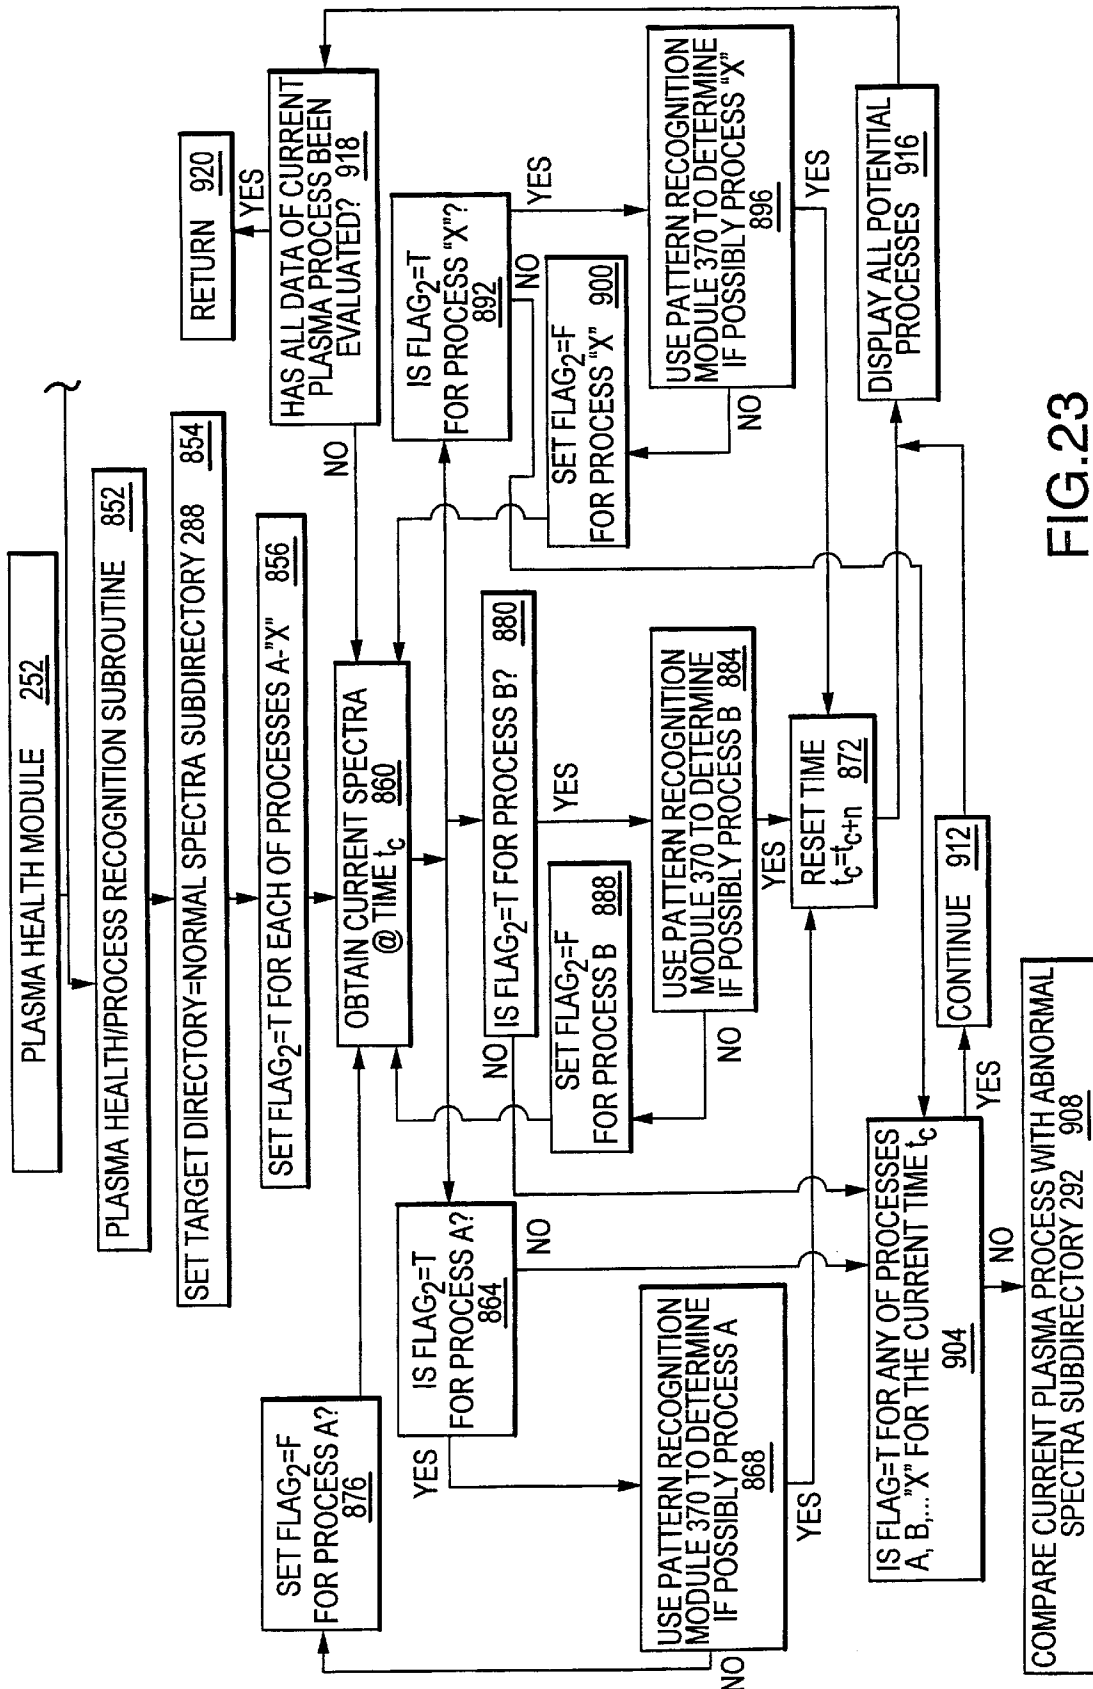 PLASMA HEALTH MODULE 252
PLASMA HEALTH/PROCESS RECOGNITION SUBROUTINE 852
SET TARGET DIRECTORY=NORMAL SPECTRA SUBDIRECTORY 288 854
SET FLAG2=T FOR EACH OF PROCESSES A-"X" 856
OBTAIN CURRENT SPECTRA
@ TIME tc
860
SET FLAG2=F
FOR PROCESS A?
876
IS FLAG2=T
FOR PROCESS A?
864
YES
NO
USE PATTERN RECOGNITION
MODULE 370 TO DETERMINE
IF POSSIBLY PROCESS A
868
NO
YES
IS FLAG2=T FOR PROCESS B? 880
NO
YES
SET FLAG2=F
FOR PROCESS B 888
USE PATTERN RECOGNITION
MODULE 370 TO DETERMINE
IF POSSIBLY PROCESS B 884
NO
YES
RESET TIME
tc=tc+n 872
RETURN 920
YES
HAS ALL DATA OF CURRENT
PLASMA PROCESS BEEN
EVALUATED? 918
NO
IS FLAG2=T
FOR PROCESS "X"?
892
NO
YES
SET FLAG2=F
FOR PROCESS "X" 900
USE PATTERN RECOGNITION
MODULE 370 TO DETERMINE
IF POSSIBLY PROCESS "X"
896
NO
YES
DISPLAY ALL POTENTIAL
PROCESSES 916
IS FLAG=T FOR ANY OF PROCESSES
A, B,..."X" FOR THE CURRENT TIME tc
904
YES
NO
CONTINUE 912
COMPARE CURRENT PLASMA PROCESS WITH ABNORMAL
SPECTRA SUBDIRECTORY 292 908
FIG.23